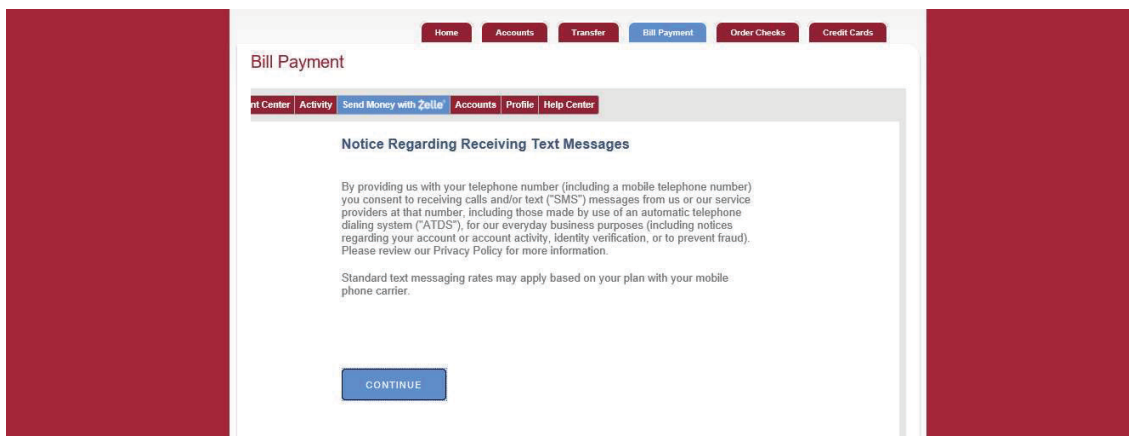 Home Accounts Transfer Bill Payment Order Checks Credit Cards
Bill Payment
nt Center Activity Send Money with Zelle® Accounts Profile Help Center
Notice Regarding Receiving Text Messages
By providing us with your telephone number (including a mobile telephone number)
you consent to receiving calls and/or text ("SMS") messages from us or our service
providers at that number, including those made by use of an automatic telephone
dialing system ("ATDS"), for our everyday business purposes (including notices
regarding your account or account activity, identity verification, or to prevent fraud).
Please review our Privacy Policy for more information.
Standard text messaging rates may apply based on your plan with your mobile
phone carrier.
CONTINUE